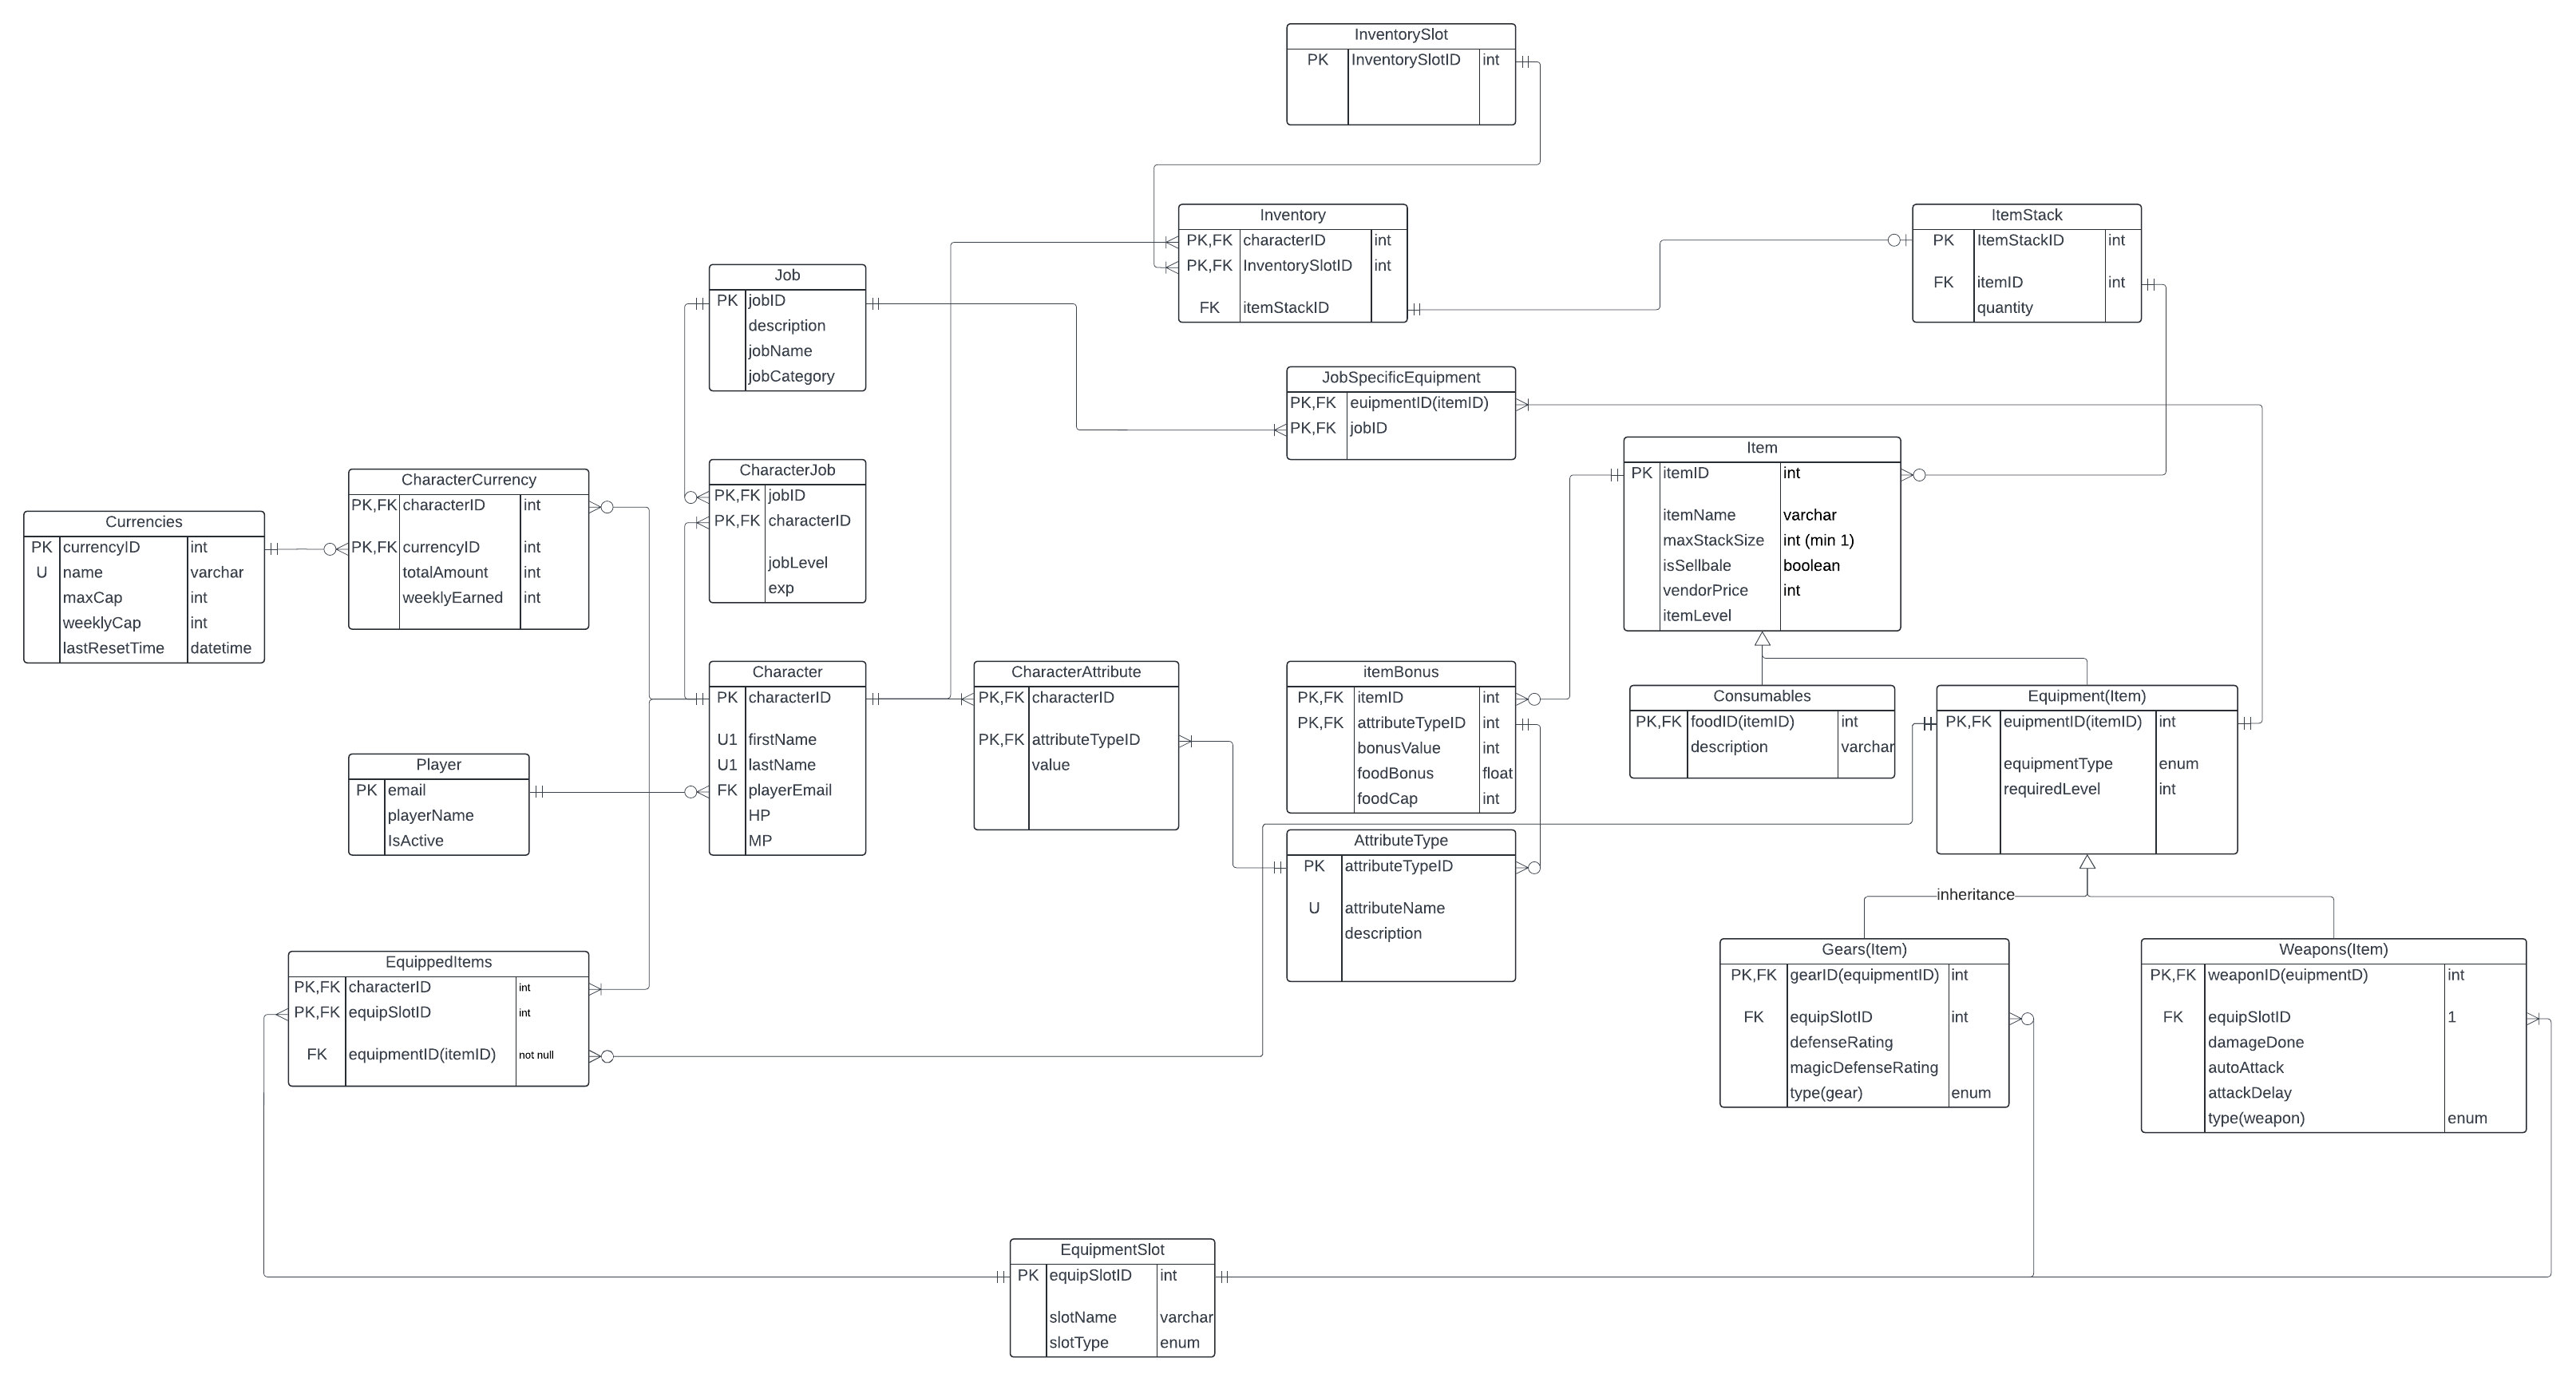 InventorySlot
PK InventorySlotID int
Inventory
PK,FK characterID int
PK,FK InventorySlotID int
FK itemStackID
ItemStack
PK ItemStackID int
FK itemID int
quantity
Job
PK jobID
description
jobName
jobCategory
JobSpecificEquipment
PK,FK euipmentID(itemID)
PK,FK jobID
Item
PK itemID int
itemName varchar
maxStackSize int (min 1)
isSellbale boolean
vendorPrice int
itemLevel
CharacterJob
PK,FK jobID
PK,FK characterID
jobLevel
exp
CharacterCurrency
PK,FK characterID int
PK,FK currencyID int
totalAmount int
weeklyEarned int
Currencies
PK currencyID int
U name varchar
maxCap int
weeklyCap int
lastResetTime datetime
Character
PK characterID
U1 firstName
U1 lastName
FK playerEmail
HP
MP
CharacterAttribute
PK,FK characterID
PK,FK attributeTypeID
value
itemBonus
PK,FK itemID int
PK,FK attributeTypeID int
bonusValue int
foodBonus float
foodCap int
Consumables
PK,FK foodID(itemID) int
description varchar
Equipment(Item)
PK,FK euipmentID(itemID) int
equipmentType enum
requiredLevel int
Player
PK email
playerName
IsActive
AttributeType
PK attributeTypeID
U attributeName
description
inheritance
EquippedItems
PK,FK characterID int
PK,FK equipSlotID int
FK equipmentID(itemID) not null
Gears(Item)
PK,FK gearID(equipmentID) int
FK equipSlotID int
defenseRating
magicDefenseRating
type(gear) enum
Weapons(Item)
PK,FK weaponID(euipmentD) int
FK equipSlotID 1
damageDone
autoAttack
attackDelay
type(weapon) enum
EquipmentSlot
PK equipSlotID int
slotName varchar
slotType enum